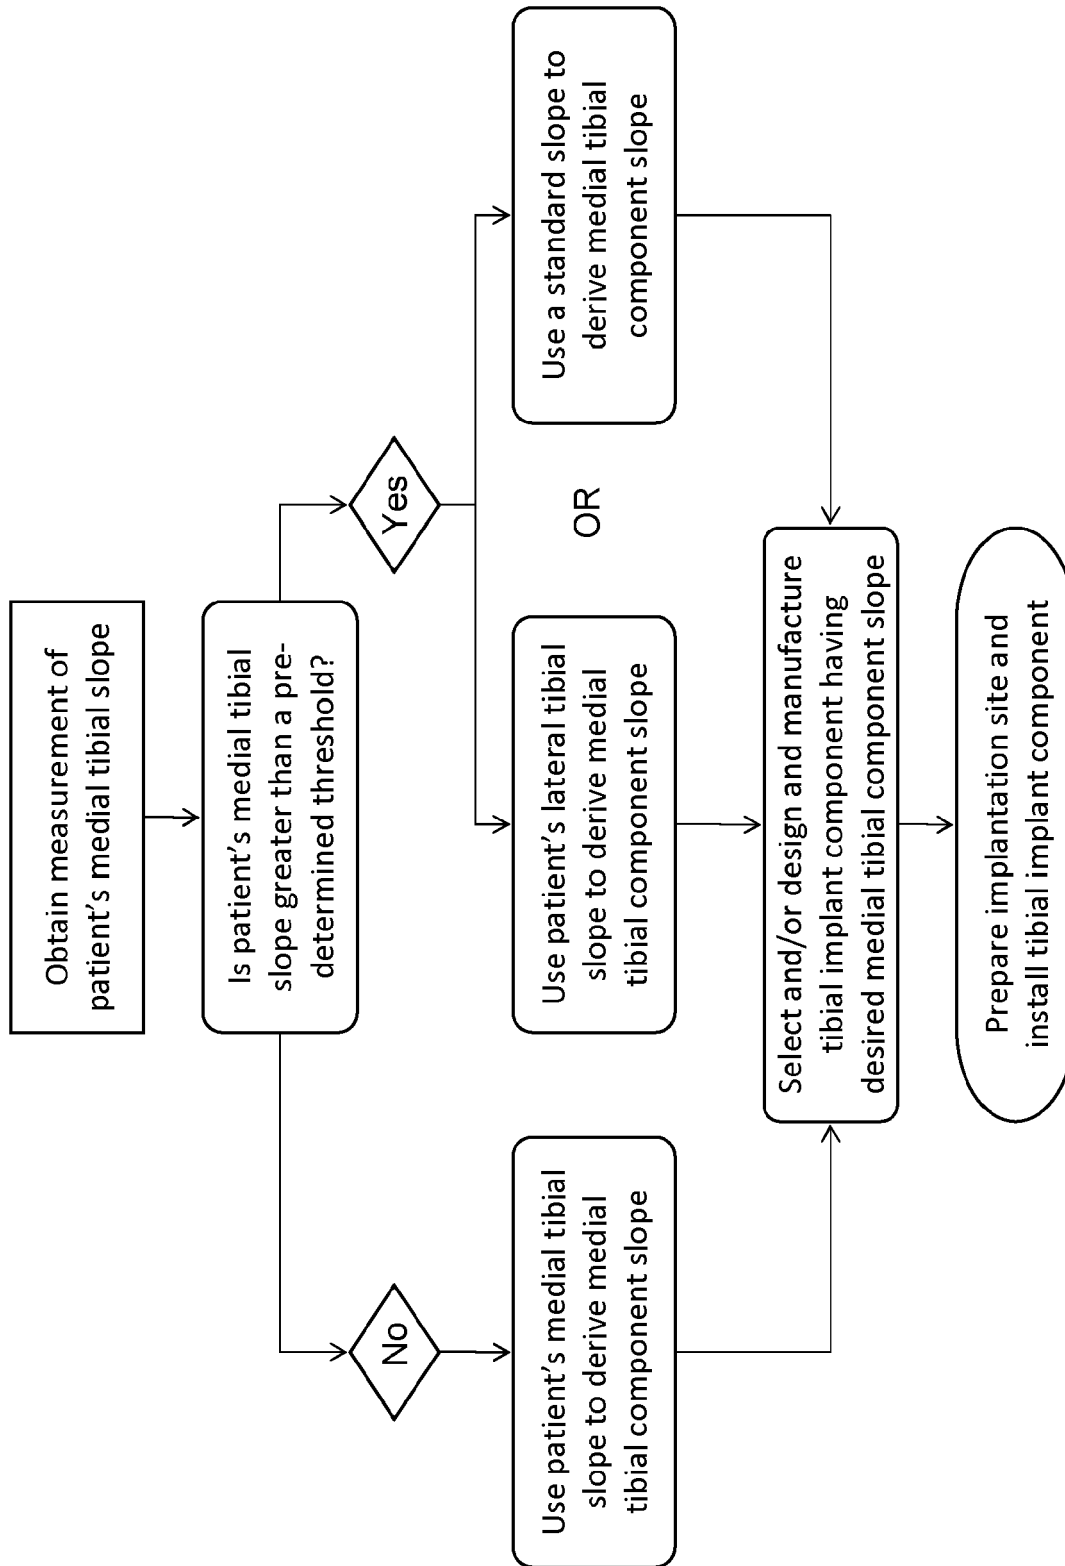 Obtain measurement of
patient's medial tibial slope
Is patient's medial tibial
slope greater than a pre-
determined threshold?
No
Yes
Use patient's medial tibial
slope to derive medial
tibial component slope
Use patient's lateral tibial
slope to derive medial
tibial component slope
OR
Use a standard slope to
derive medial tibial
component slope
Select and/or design and manufacture
tibial implant component having
desired medial tibial component slope
Prepare implantation site and
install tibial implant component